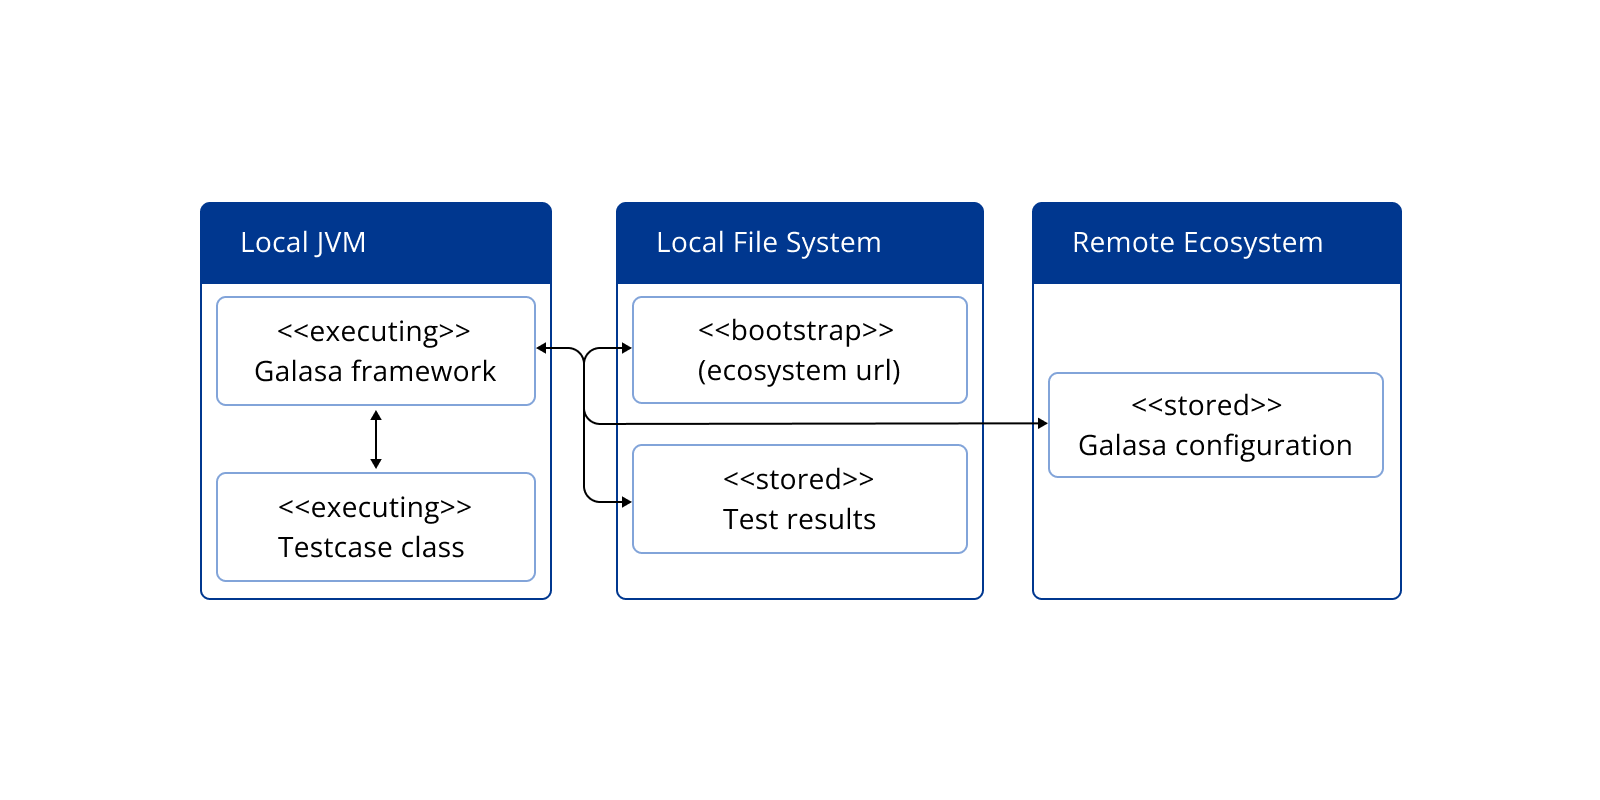 Local JVM
<<executing>>
Galasa framework
<<executing>>
Testcase class
Local File System
<<bootstrap>>
(ecosystem url)
<<stored>>
Test results
Remote Ecosystem
<<stored>>
Galasa configuration